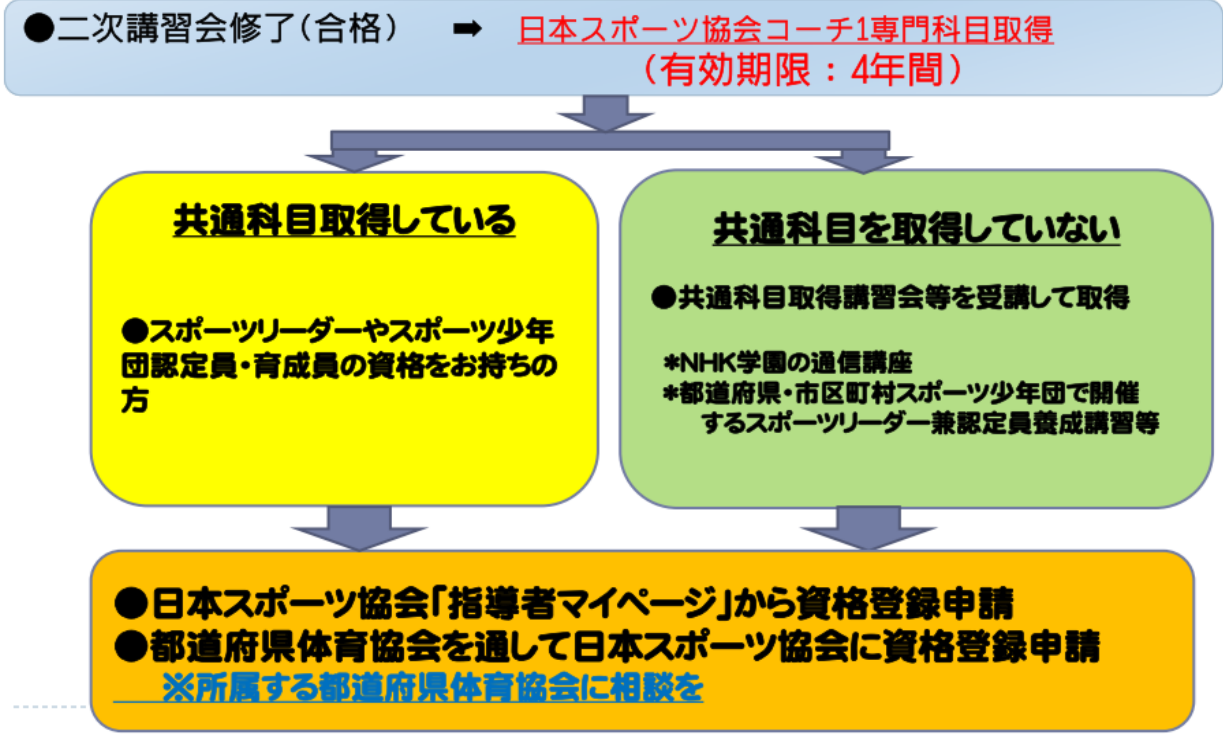 ●二次講習会修了(合格) ➡ 日本スポーツ協会コーチ1専門科目取得
(有効期限：4年間)
共通科目取得している
●スポーツリーダーやスポーツ少年
団認定員・育成員の資格をお持ちの
方
共通科目を取得していない
●共通科目取得講習会等を受講して取得
*NHK学園の通信講座
*都道府県・市区町村スポーツ少年団で開催
するスポーツリーダー兼認定員養成講習等
●日本スポーツ協会「指導者マイページ」から資格登録申請
●都道府県体育協会を通して日本スポーツ協会に資格登録申請
※所属する都道府県体育協会に相談を